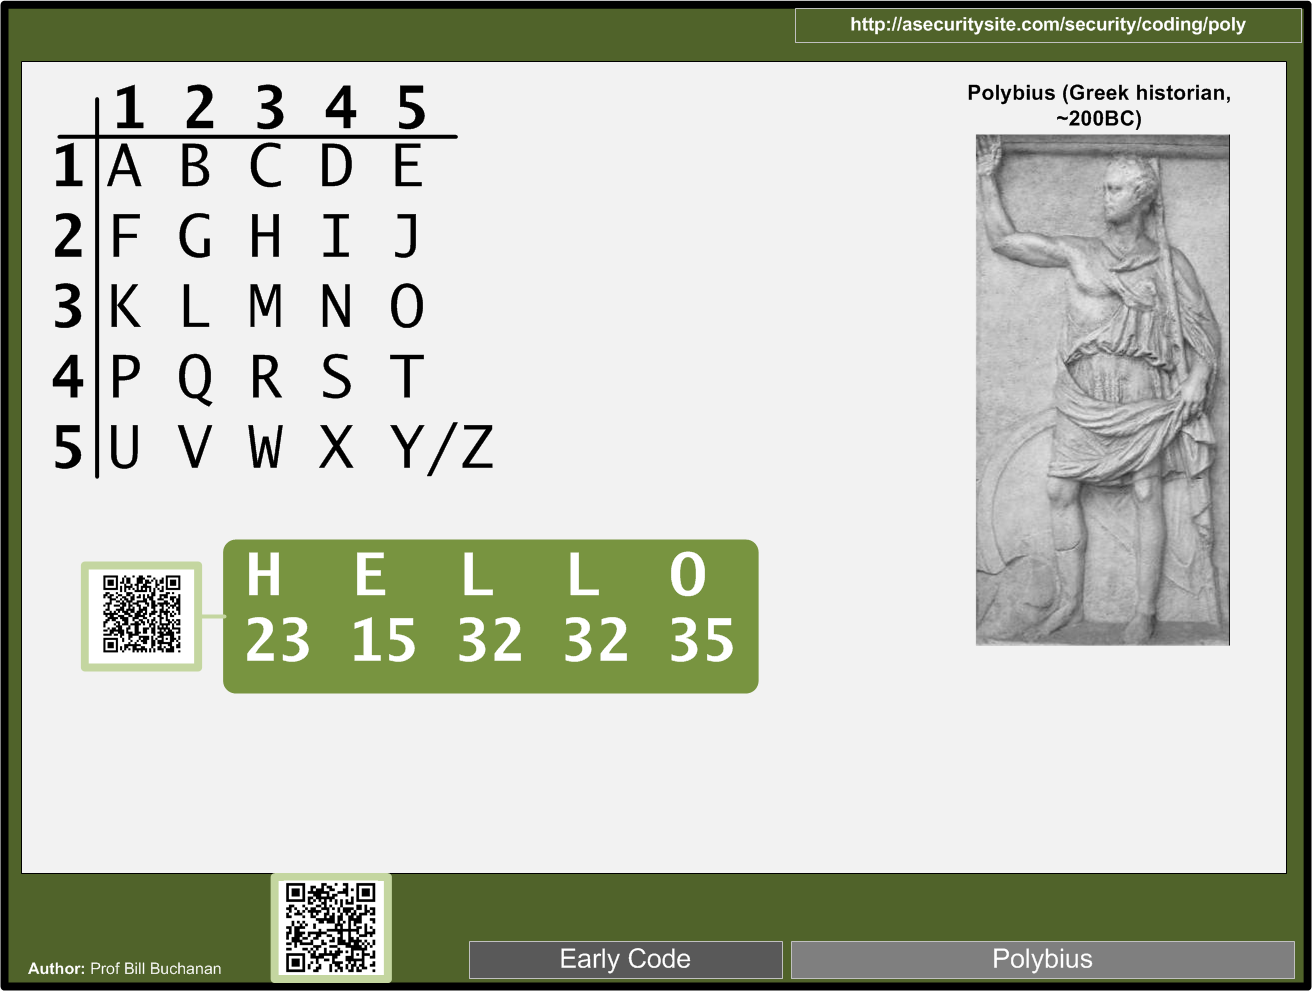 http://asecuritysite.com/security/coding/poly
Polybius (Greek historian,
~200BC)
1 2 3 4 5
1 A B C D E
2 F G H I J
3 K L M N O
4 P Q R S T
5 U V W X Y/Z
H E L L O
23 15 32 32 35
Author: Prof Bill Buchanan
Early Code
Polybius